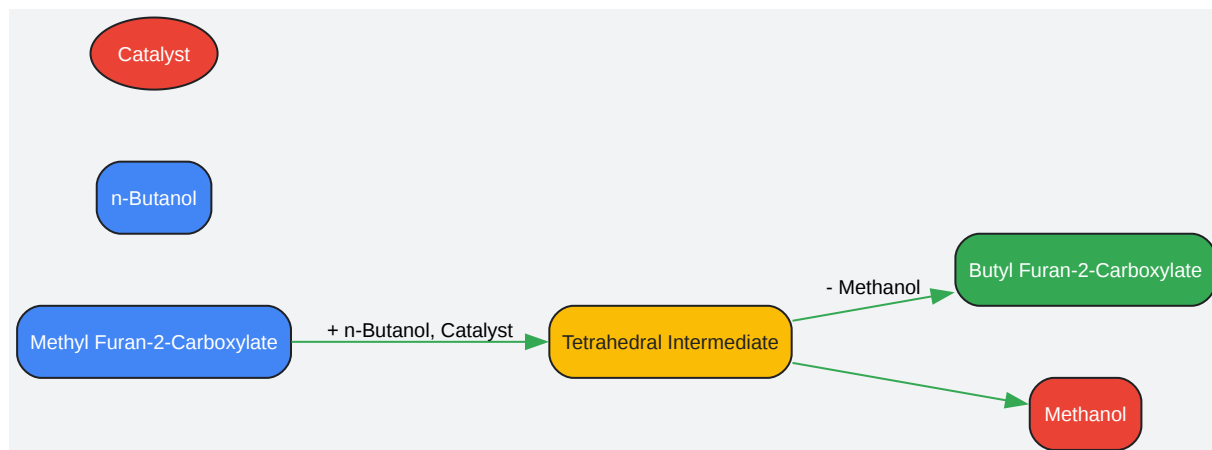 Catalyst
n-Butanol
Methyl Furan-2-Carboxylate
+ n-Butanol, Catalyst
Tetrahedral Intermediate
- Methanol
Butyl Furan-2-Carboxylate
Methanol